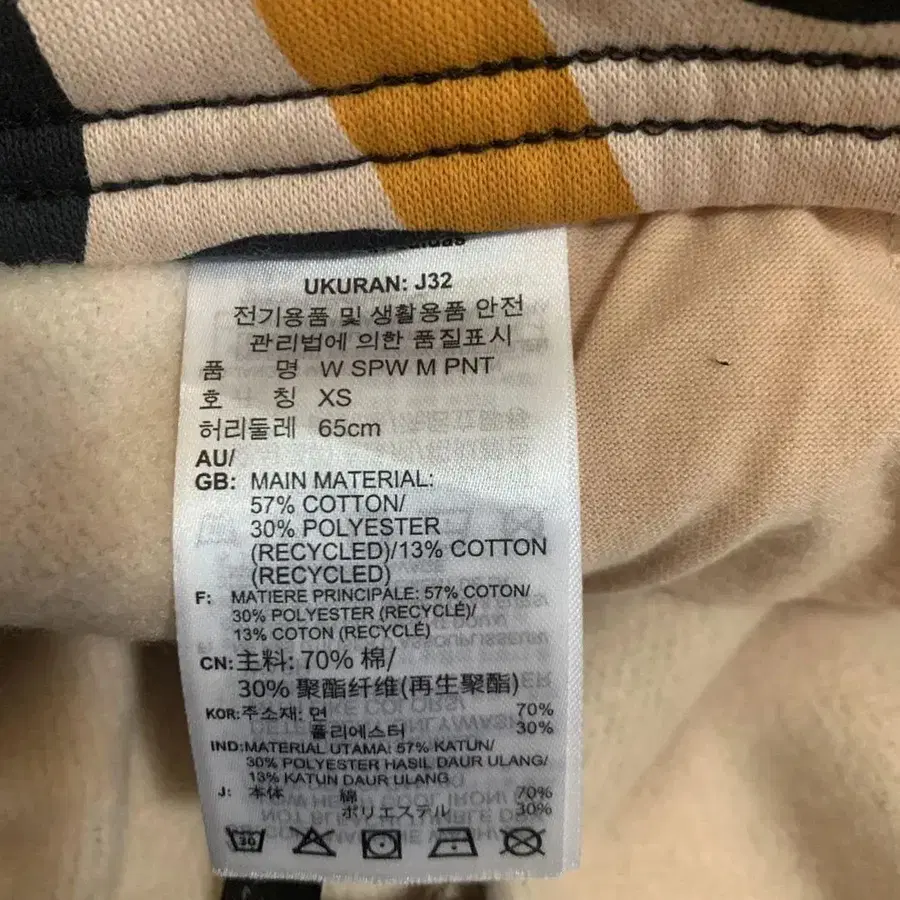 UKURAN: J32
전기용품 및 생활용품 안전
관리법에 의한 품질표시
품 명 W SPW M PNT
호 칭 XS
허리둘레 65cm
AU/
GB: MAIN MATERIAL:
57% COTTON/
30% POLYESTER
(RECYCLED)/13% COTTON
(RECYCLED)
F: MATIERE PRINCIPALE: 57% COTON/
30% POLYESTER (RECYCLÉ)/
13% COTON (RECYCLÉ)
CN: 主料: 70% 棉/
30% 聚酯纤维(再生聚酯)
KOR: 주소재: 면 70%
폴리에스터 30%
IND: MATERIAL UTAMA: 57% KATUN/
30% POLYESTER HASIL DAUR ULANG/
13% KATUN DAUR ULANG
J: 本体 綿 70%
ポリエステル 30%
30